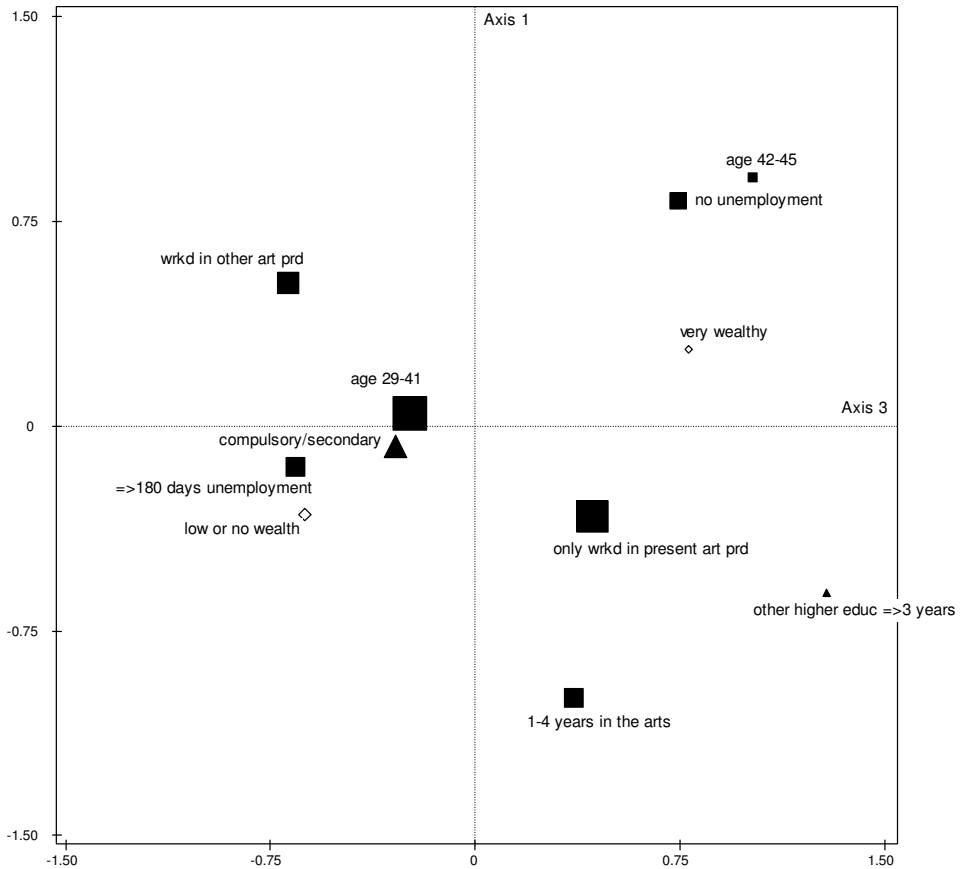 1.50
Axis 1
age 42-45
no unemployment
0.75
wrkd in other art prd
very wealthy
age 29-41
Axis 3
0
compulsory/secondary
=>180 days unemployment
low or no wealth
only wrkd in present art prd
other higher educ =>3 years
-0.75
1-4 years in the arts
-1.50
-1.50 -0.75 0 0.75 1.50